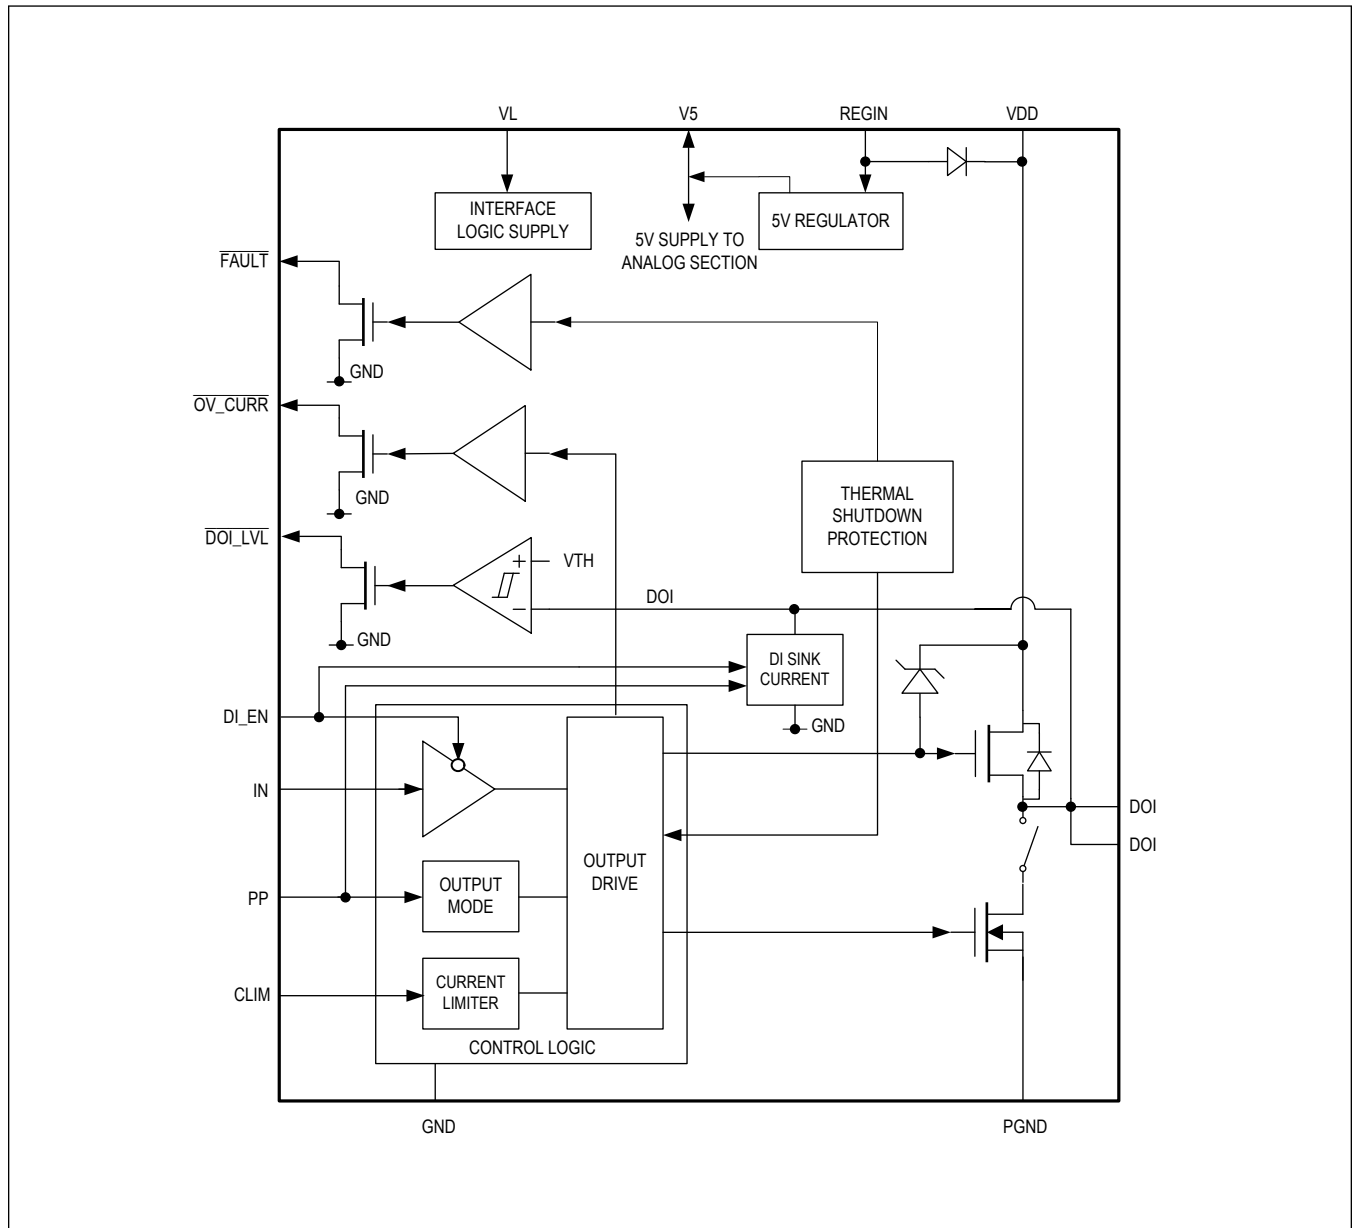 VL V5 REGIN VDD
INTERFACE
LOGIC SUPPLY
5V REGULATOR
5V SUPPLY TO
ANALOG SECTION
FAULT
GND
OV_CURR
GND
THERMAL
SHUTDOWN
PROTECTION
DOI_LVL
+ VTH
DOI
−
GND
DI SINK
CURRENT
GND
DI_EN
IN
DOI
DOI
OUTPUT
DRIVE
PP
OUTPUT
MODE
CLIM
CURRENT
LIMITER
CONTROL LOGIC
GND PGND